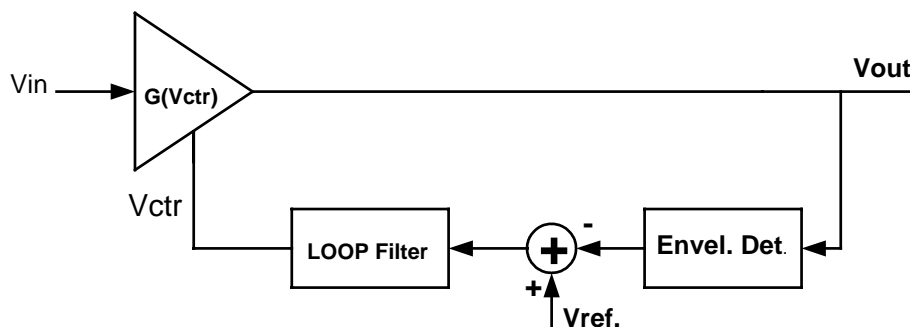 Vin
G(Vctr)
Vout
Vctr
LOOP Filter
+
-
Envel. Det.
+
Vref.